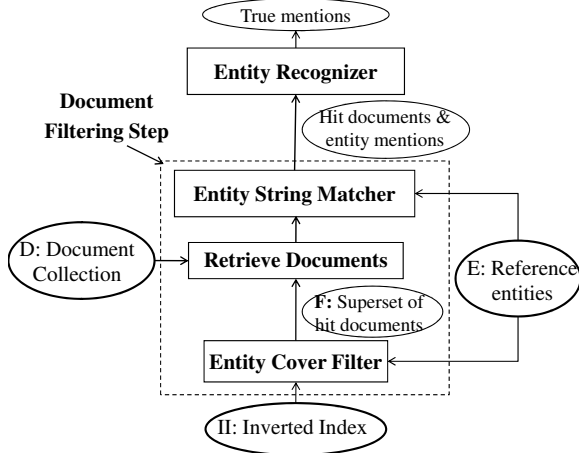 True mentions
Entity Recognizer
Document
Filtering Step
Hit documents &
entity mentions
Entity String Matcher
D: Document
Collection
Retrieve Documents
E: Reference
entities
F: Superset of
hit documents
Entity Cover Filter
II: Inverted Index